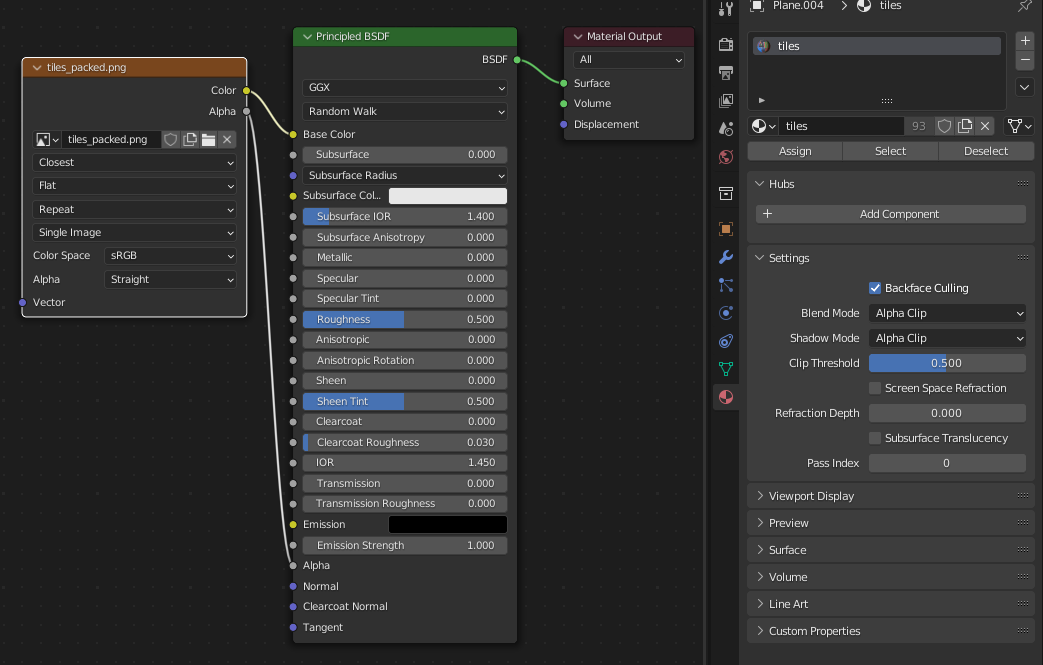 tiles_packed.png
Color
Alpha
tiles_packed.png
Closest
Flat
Repeat
Single Image
Color Space sRGB
Alpha Straight
Vector
Principled BSDF
BSDF
GGX
Random Walk
Base Color
Subsurface 0.000
Subsurface Radius
Subsurface Col..
Subsurface IOR 1.400
Subsurface Anisotropy 0.000
Metallic 0.000
Specular 0.000
Specular Tint 0.000
Roughness 0.500
Anisotropic 0.000
Anisotropic Rotation 0.000
Sheen 0.000
Sheen Tint 0.500
Clearcoat 0.000
Clearcoat Roughness 0.030
IOR 1.450
Transmission 0.000
Transmission Roughness 0.000
Emission
Emission Strength 1.000
Alpha
Normal
Clearcoat Normal
Tangent
Material Output
All
Surface
Volume
Displacement
Plane.004 > tiles
tiles
tiles 93
Assign Select Deselect
Hubs
+ Add Component
Settings
Backface Culling
Blend Mode Alpha Clip
Shadow Mode Alpha Clip
Clip Threshold 0.500
Screen Space Refraction
Refraction Depth 0.000
Subsurface Translucency
Pass Index 0
Viewport Display
Preview
Surface
Volume
Line Art
Custom Properties